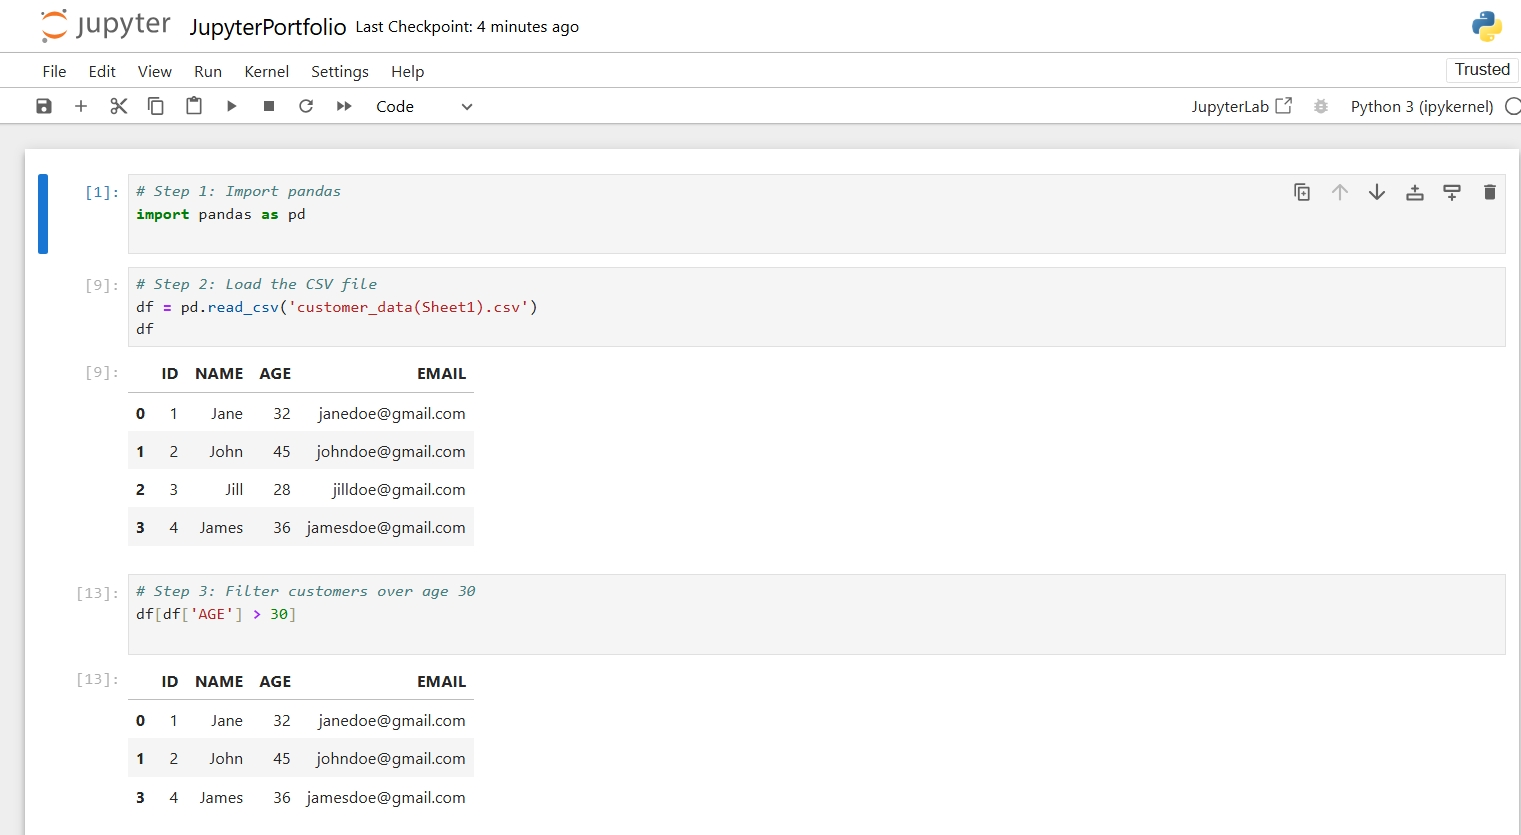 jupyter JupyterPortfolio Last Checkpoint: 4 minutes ago
File Edit View Run Kernel Settings Help Trusted
Code JupyterLab Python 3 (ipykernel)
[1]: # Step 1: Import pandas
import pandas as pd
[9]: # Step 2: Load the CSV file
df = pd.read_csv('customer_data(Sheet1).csv')
df
[9]: ID NAME AGE EMAIL
0 1 Jane 32 janedoe@gmail.com
1 2 John 45 johndoe@gmail.com
2 3 Jill 28 jilldoe@gmail.com
3 4 James 36 jamesdoe@gmail.com
[13]: # Step 3: Filter customers over age 30
df[df['AGE'] > 30]
[13]: ID NAME AGE EMAIL
0 1 Jane 32 janedoe@gmail.com
1 2 John 45 johndoe@gmail.com
3 4 James 36 jamesdoe@gmail.com